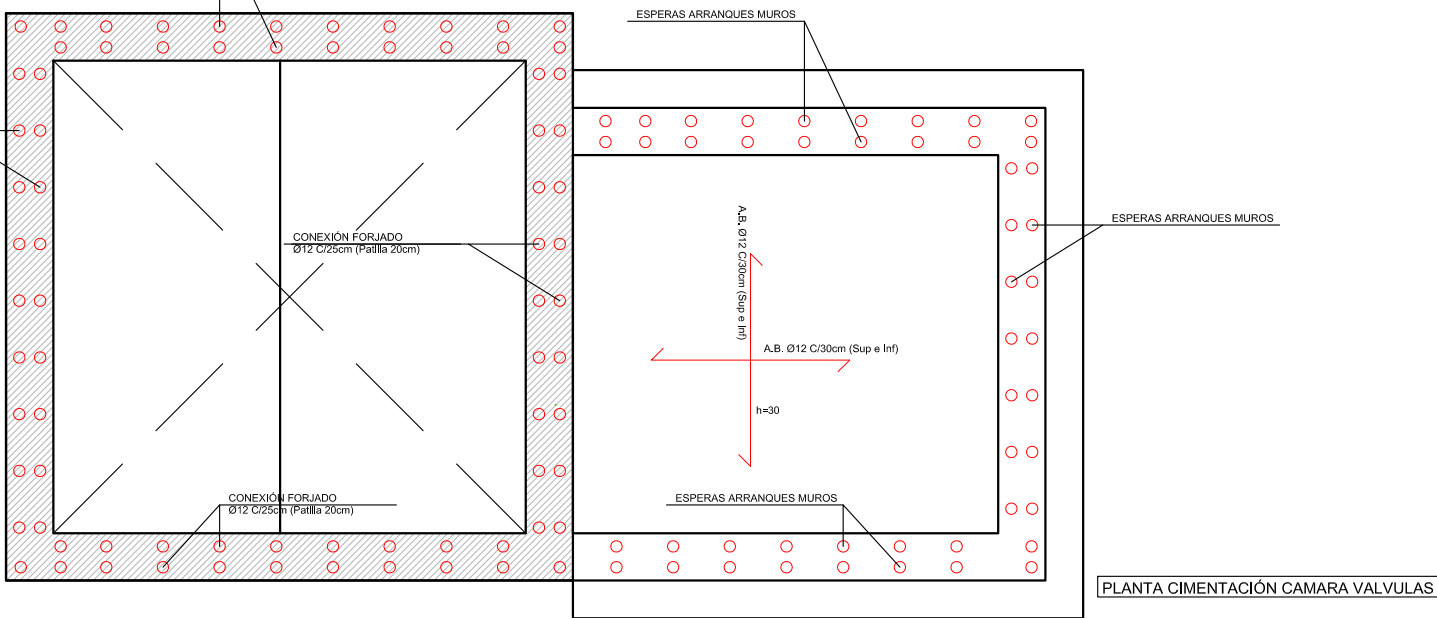 ESPERAS ARRANQUES MUROS
ESPERAS ARRANQUES MUROS
CONEXIÓN FORJADO
Ø12 C/25cm (Patilla 20cm)
A.B. Ø12 C/30cm (Sup e Inf)
A.B. Ø12 C/30cm (Sup e Inf)
h=30
CONEXIÓN FORJADO
Ø12 C/25cm (Patilla 20cm)
ESPERAS ARRANQUES MUROS
PLANTA CIMENTACIÓN CAMARA VALVULAS